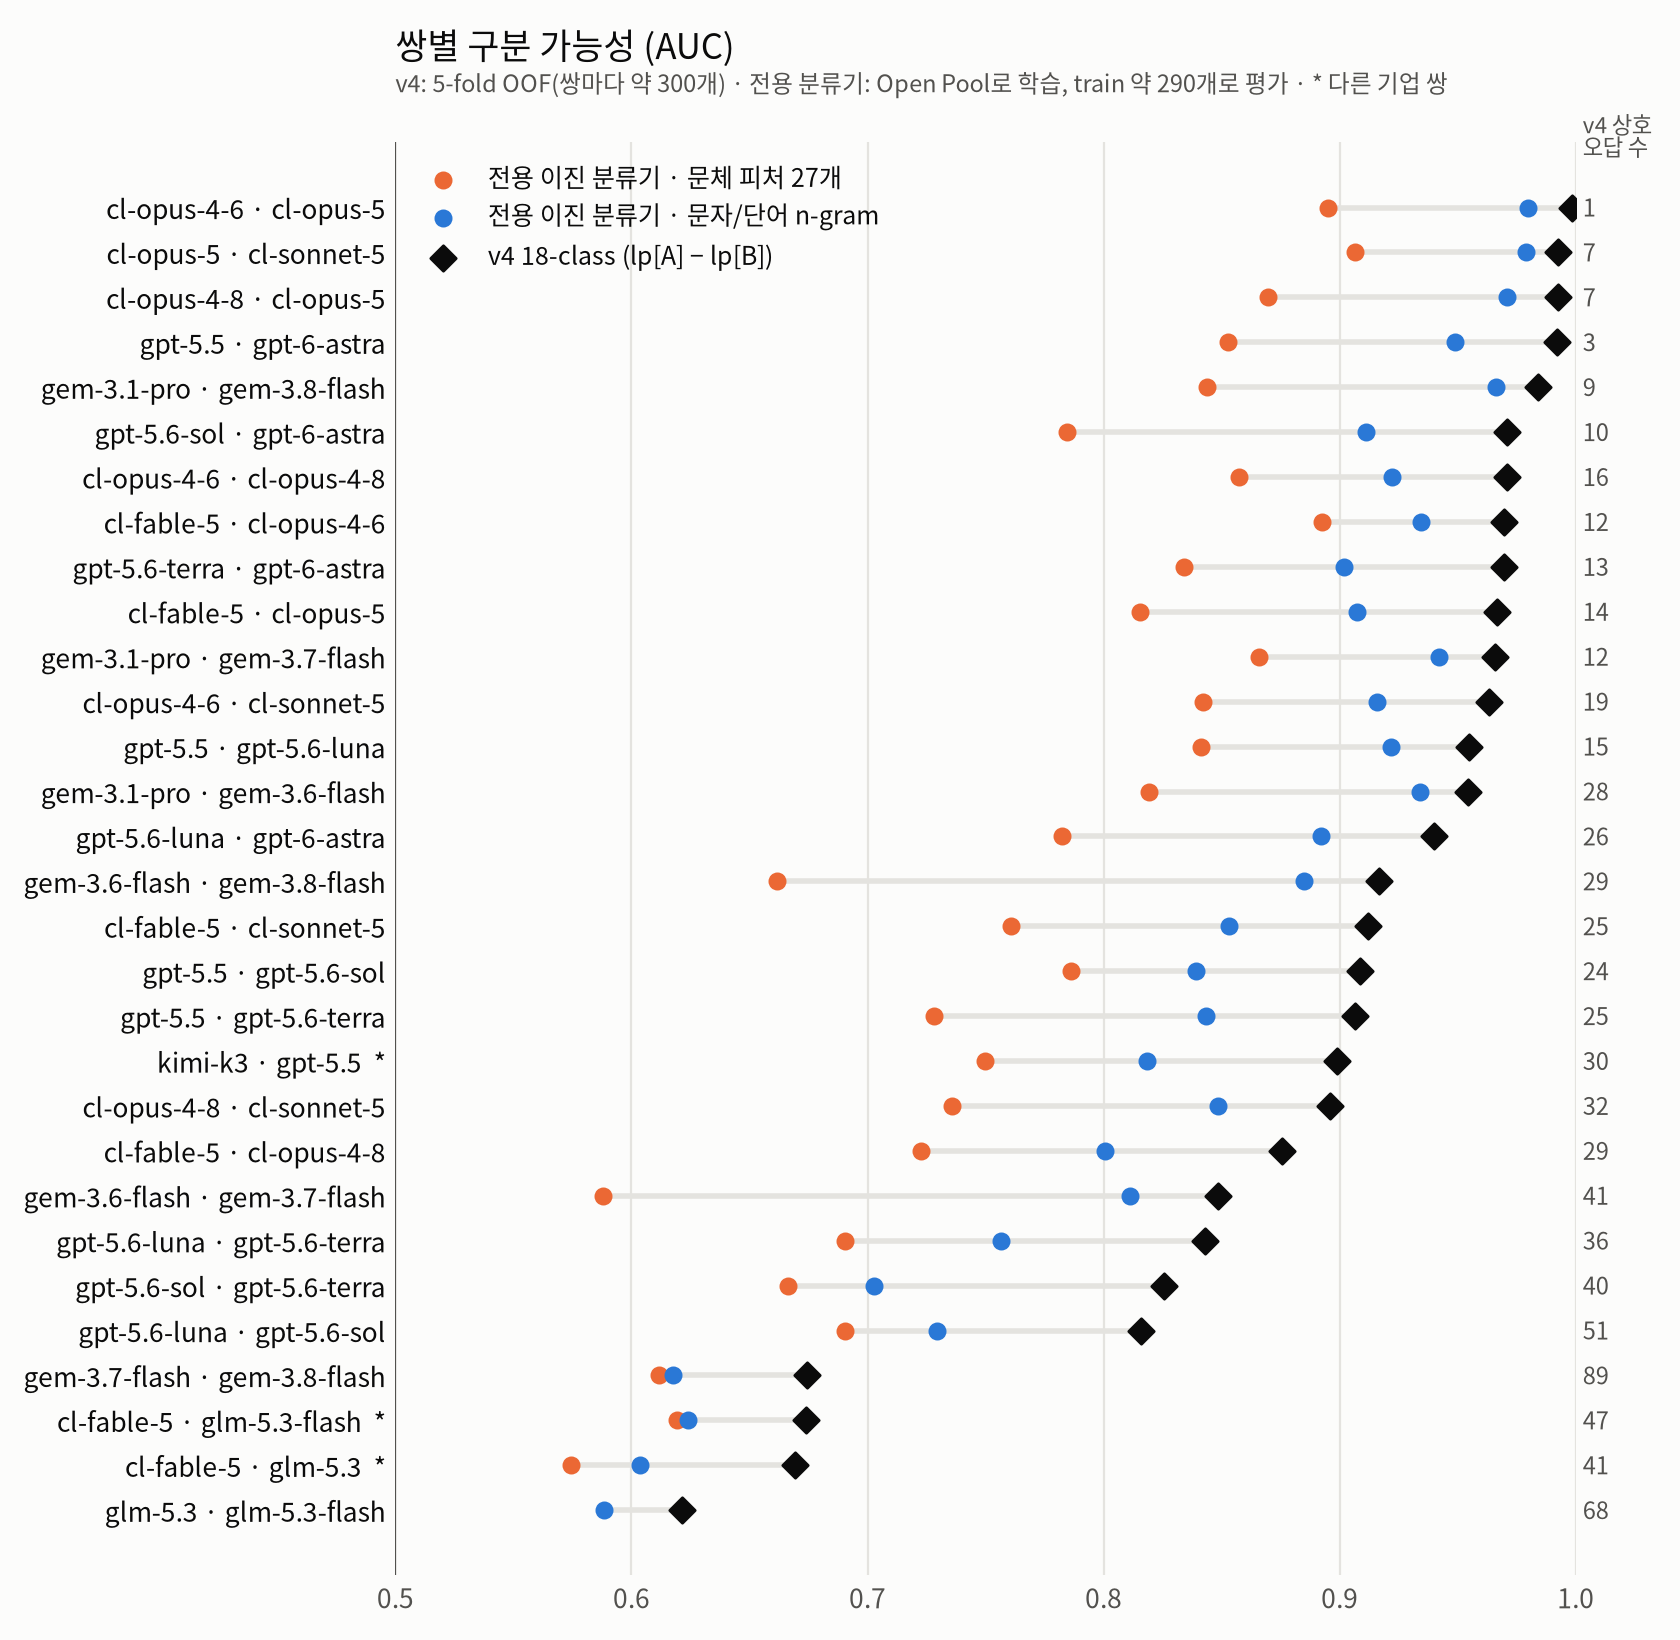 쌍별 구분 가능성 (AUC)
v4: 5-fold OOF(쌍마다 약 300개) · 전용 분류기: Open Pool로 학습, train 약 290개로 평가 · * 다른 기업 쌍
v4 상호
오답 수
전용 이진 분류기 · 문체 피처 27개
전용 이진 분류기 · 문자/단어 n-gram
v4 18-class (lp[A] − lp[B])
cl-opus-4-6 · cl-opus-5 1
cl-opus-5 · cl-sonnet-5 7
cl-opus-4-8 · cl-opus-5 7
gpt-5.5 · gpt-6-astra 3
gem-3.1-pro · gem-3.8-flash 9
gpt-5.6-sol · gpt-6-astra 10
cl-opus-4-6 · cl-opus-4-8 16
cl-fable-5 · cl-opus-4-6 12
gpt-5.6-terra · gpt-6-astra 13
cl-fable-5 · cl-opus-5 14
gem-3.1-pro · gem-3.7-flash 12
cl-opus-4-6 · cl-sonnet-5 19
gpt-5.5 · gpt-5.6-luna 15
gem-3.1-pro · gem-3.6-flash 28
gpt-5.6-luna · gpt-6-astra 26
gem-3.6-flash · gem-3.8-flash 29
cl-fable-5 · cl-sonnet-5 25
gpt-5.5 · gpt-5.6-sol 24
gpt-5.5 · gpt-5.6-terra 25
kimi-k3 · gpt-5.5 * 30
cl-opus-4-8 · cl-sonnet-5 32
cl-fable-5 · cl-opus-4-8 29
gem-3.6-flash · gem-3.7-flash 41
gpt-5.6-luna · gpt-5.6-terra 36
gpt-5.6-sol · gpt-5.6-terra 40
gpt-5.6-luna · gpt-5.6-sol 51
gem-3.7-flash · gem-3.8-flash 89
cl-fable-5 · glm-5.3-flash * 47
cl-fable-5 · glm-5.3 * 41
glm-5.3 · glm-5.3-flash 68
0.5 0.6 0.7 0.8 0.9 1.0